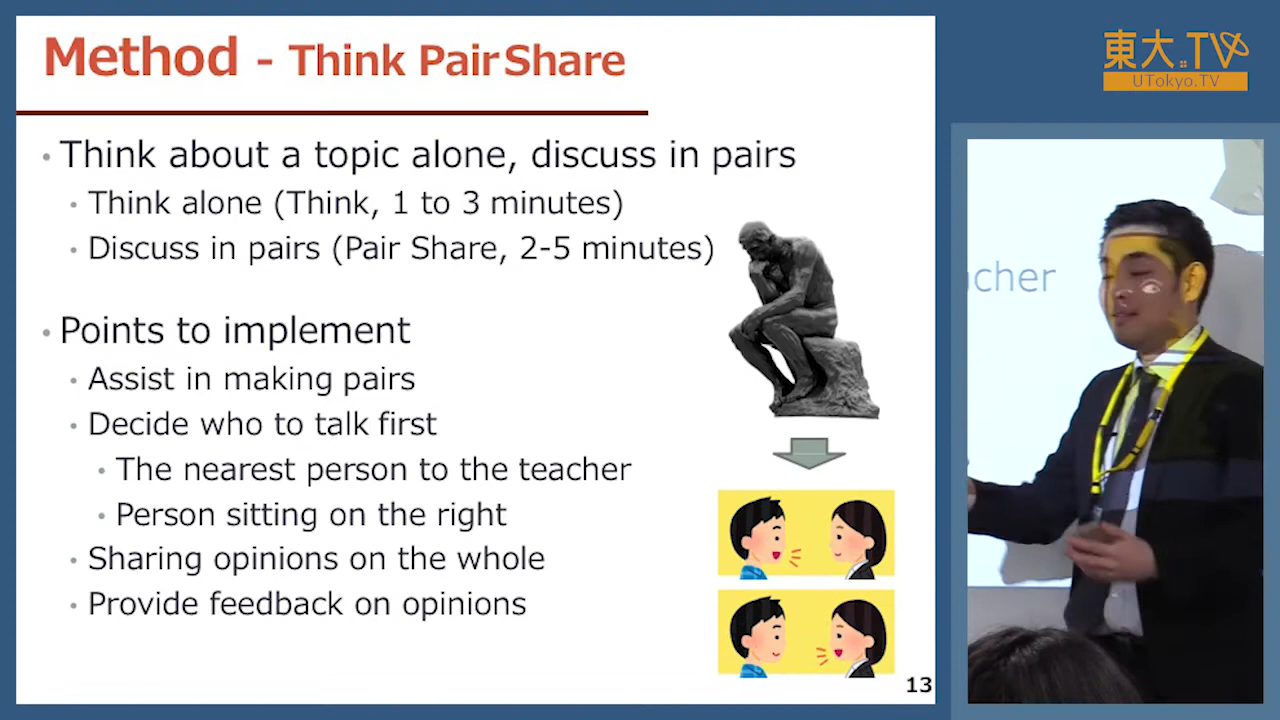 Method - Think Pair Share
• Think about a topic alone, discuss in pairs
• Think alone (Think, 1 to 3 minutes)
• Discuss in pairs (Pair Share, 2-5 minutes)
• Points to implement
• Assist in making pairs
• Decide who to talk first
• The nearest person to the teacher
• Person sitting on the right
• Sharing opinions on the whole
• Provide feedback on opinions
13
東大.TV
UTokyo.TV
cher